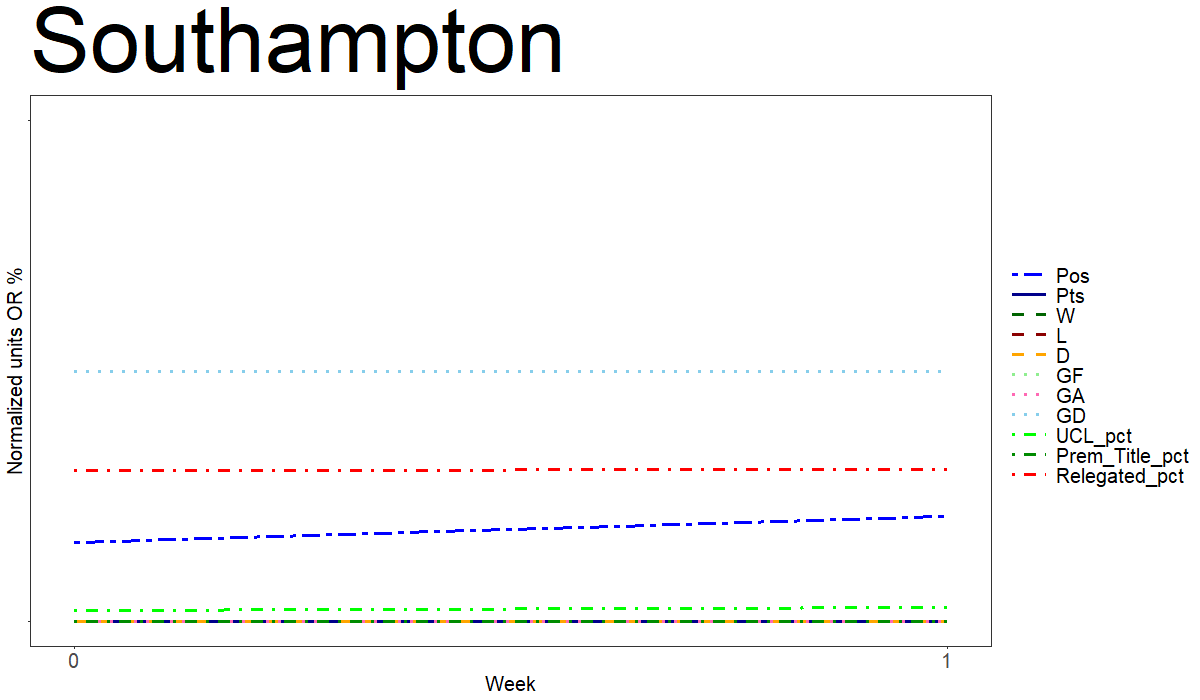 Southampton
Normalized units OR %
0
1
Week
Pos
Pts
W
L
D
GF
GA
GD
UCL_pct
Prem_Title_pct
Relegated_pct